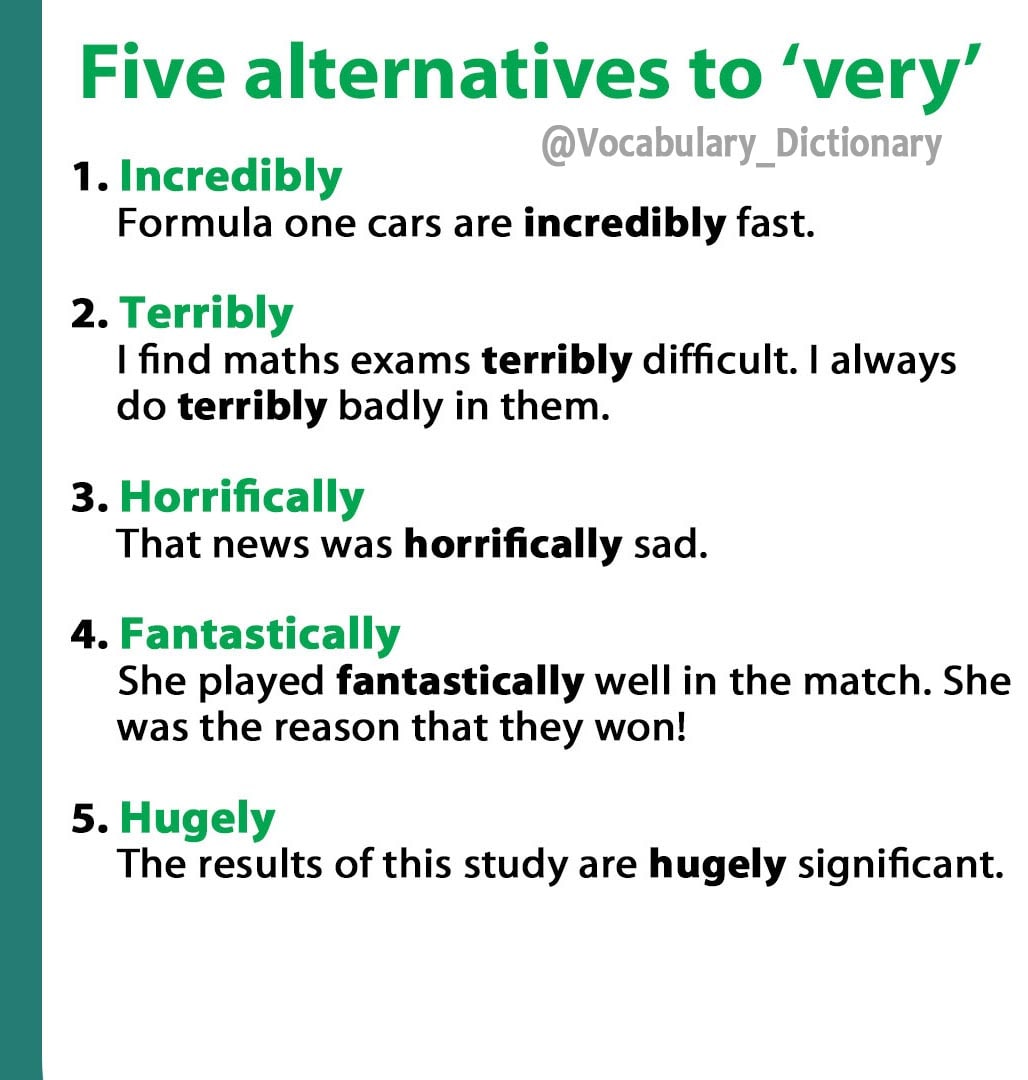 Five alternatives to ‘very’
@Vocabulary_Dictionary
1. Incredibly
Formula one cars are incredibly fast.
2. Terribly
I find maths exams terribly difficult. I always
do terribly badly in them.
3. Horrifically
That news was horrifically sad.
4. Fantastically
She played fantastically well in the match. She
was the reason that they won!
5. Hugely
The results of this study are hugely significant.